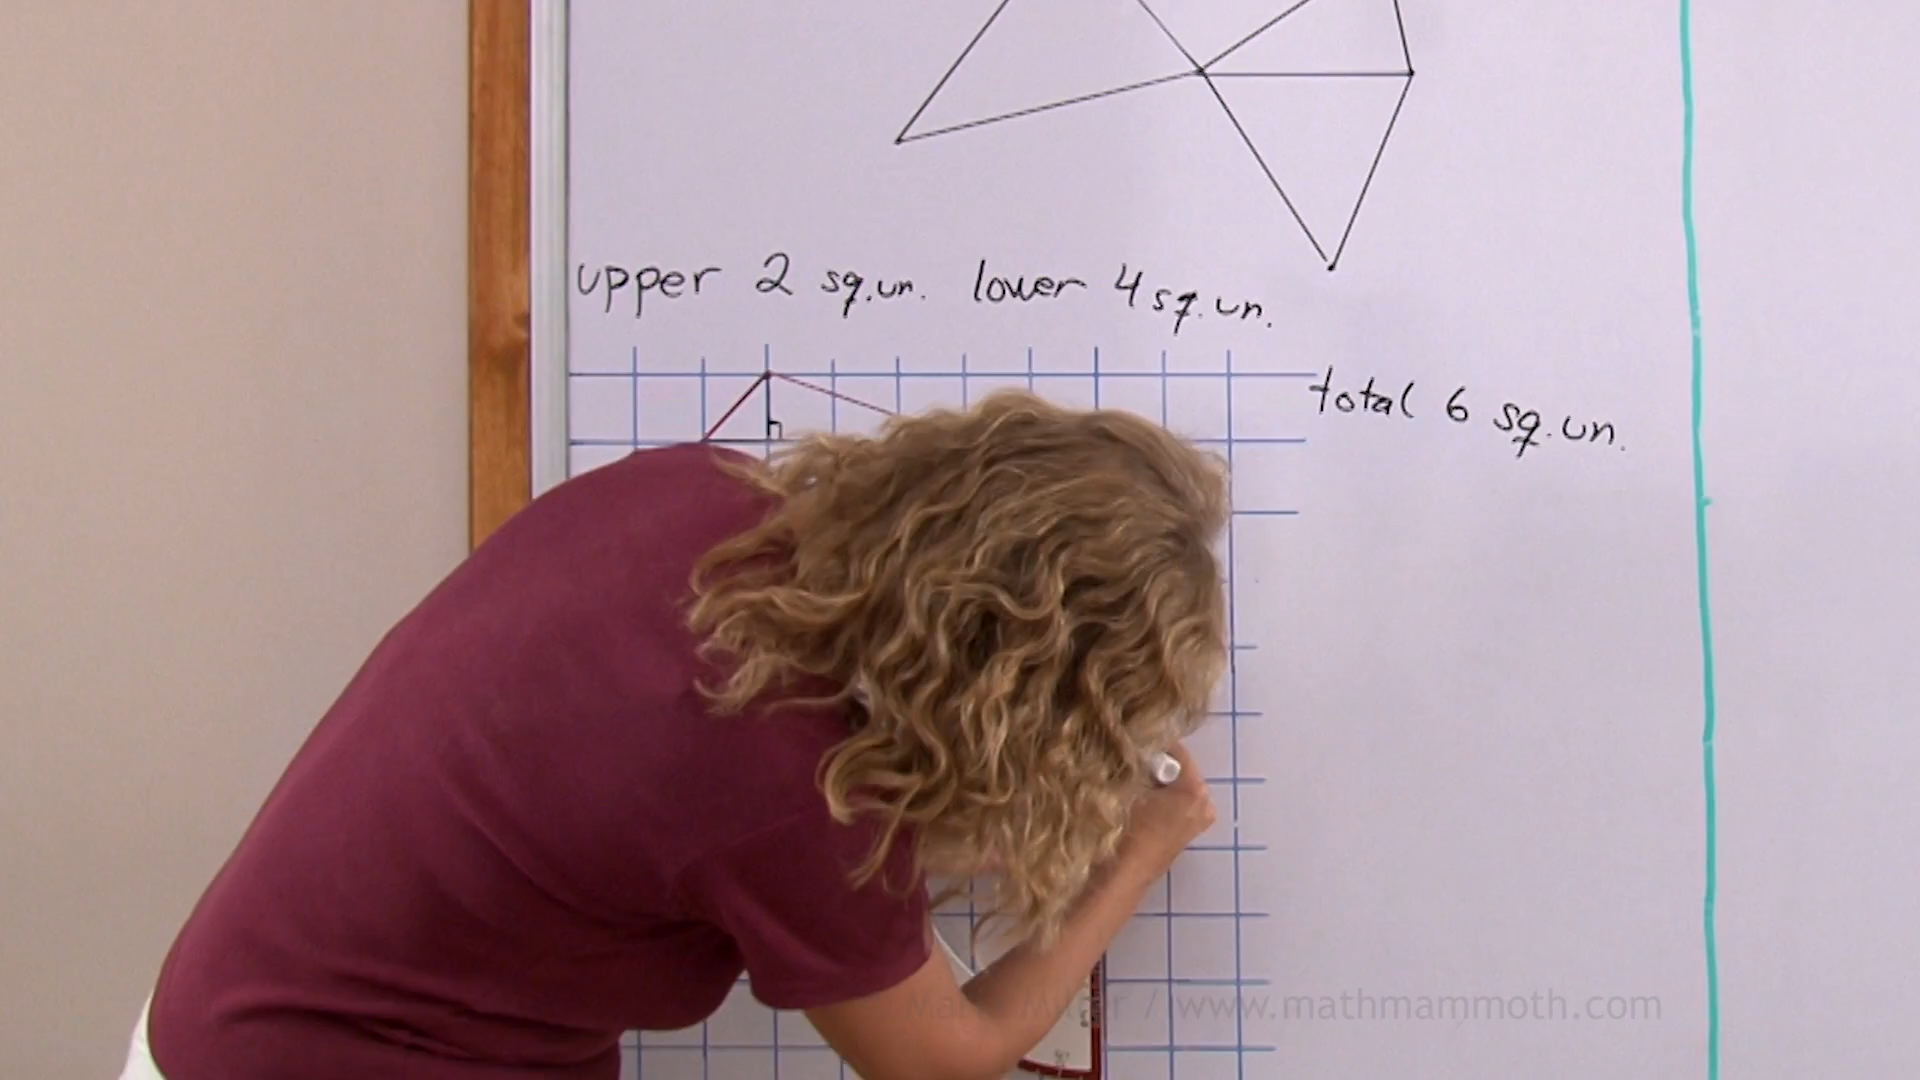 upper 2 sq.un. lower 4 sq.un.
total 6 sq.un.
h
/ www.mathmammoth.com